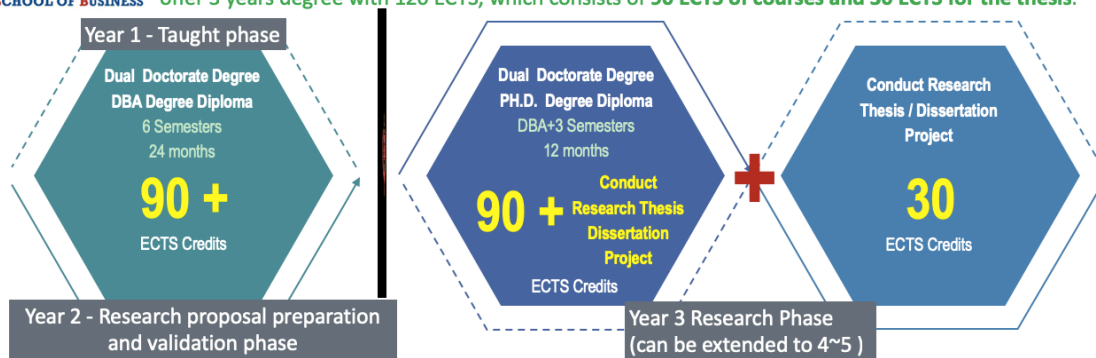 SCHOOL OF BUSINESS
offer 3 years degree with 120 ECTS, which consists of 90 ECTS of courses and 30 ECTS for the thesis.
Year 1 - Taught phase
Dual Doctorate Degree
DBA Degree Diploma
6 Semesters
24 months
90 +
ECTS Credits
Year 2 - Research proposal preparation
and validation phase
Dual Doctorate Degree
PH.D. Degree Diploma
DBA+3 Semesters
12 months
90 +
Conduct
Research Thesis
Dissertation
Project
ECTS Credits
Conduct Research
Thesis / Dissertation
Project
30
ECTS Credits
Year 3 Research Phase
(can be extended to 4~5 )